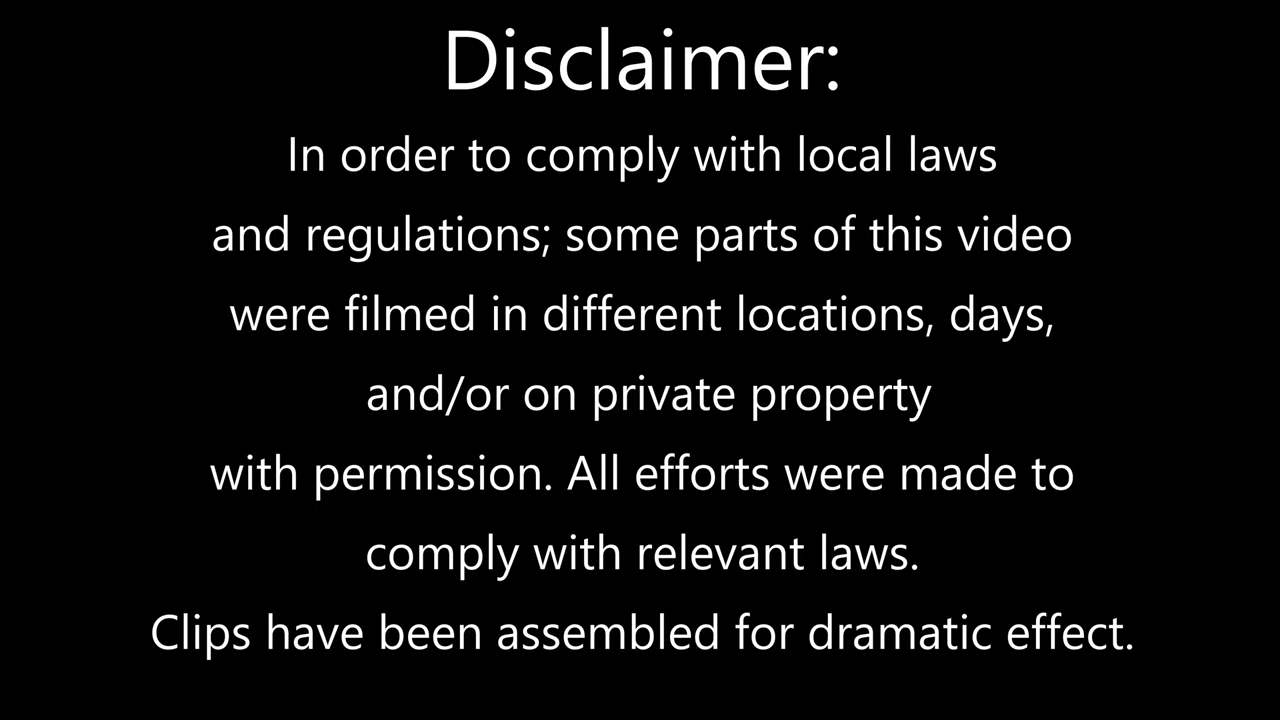 Disclaimer:
In order to comply with local laws
and regulations; some parts of this video
were filmed in different locations, days,
and/or on private property
with permission. All efforts were made to
comply with relevant laws.
Clips have been assembled for dramatic effect.